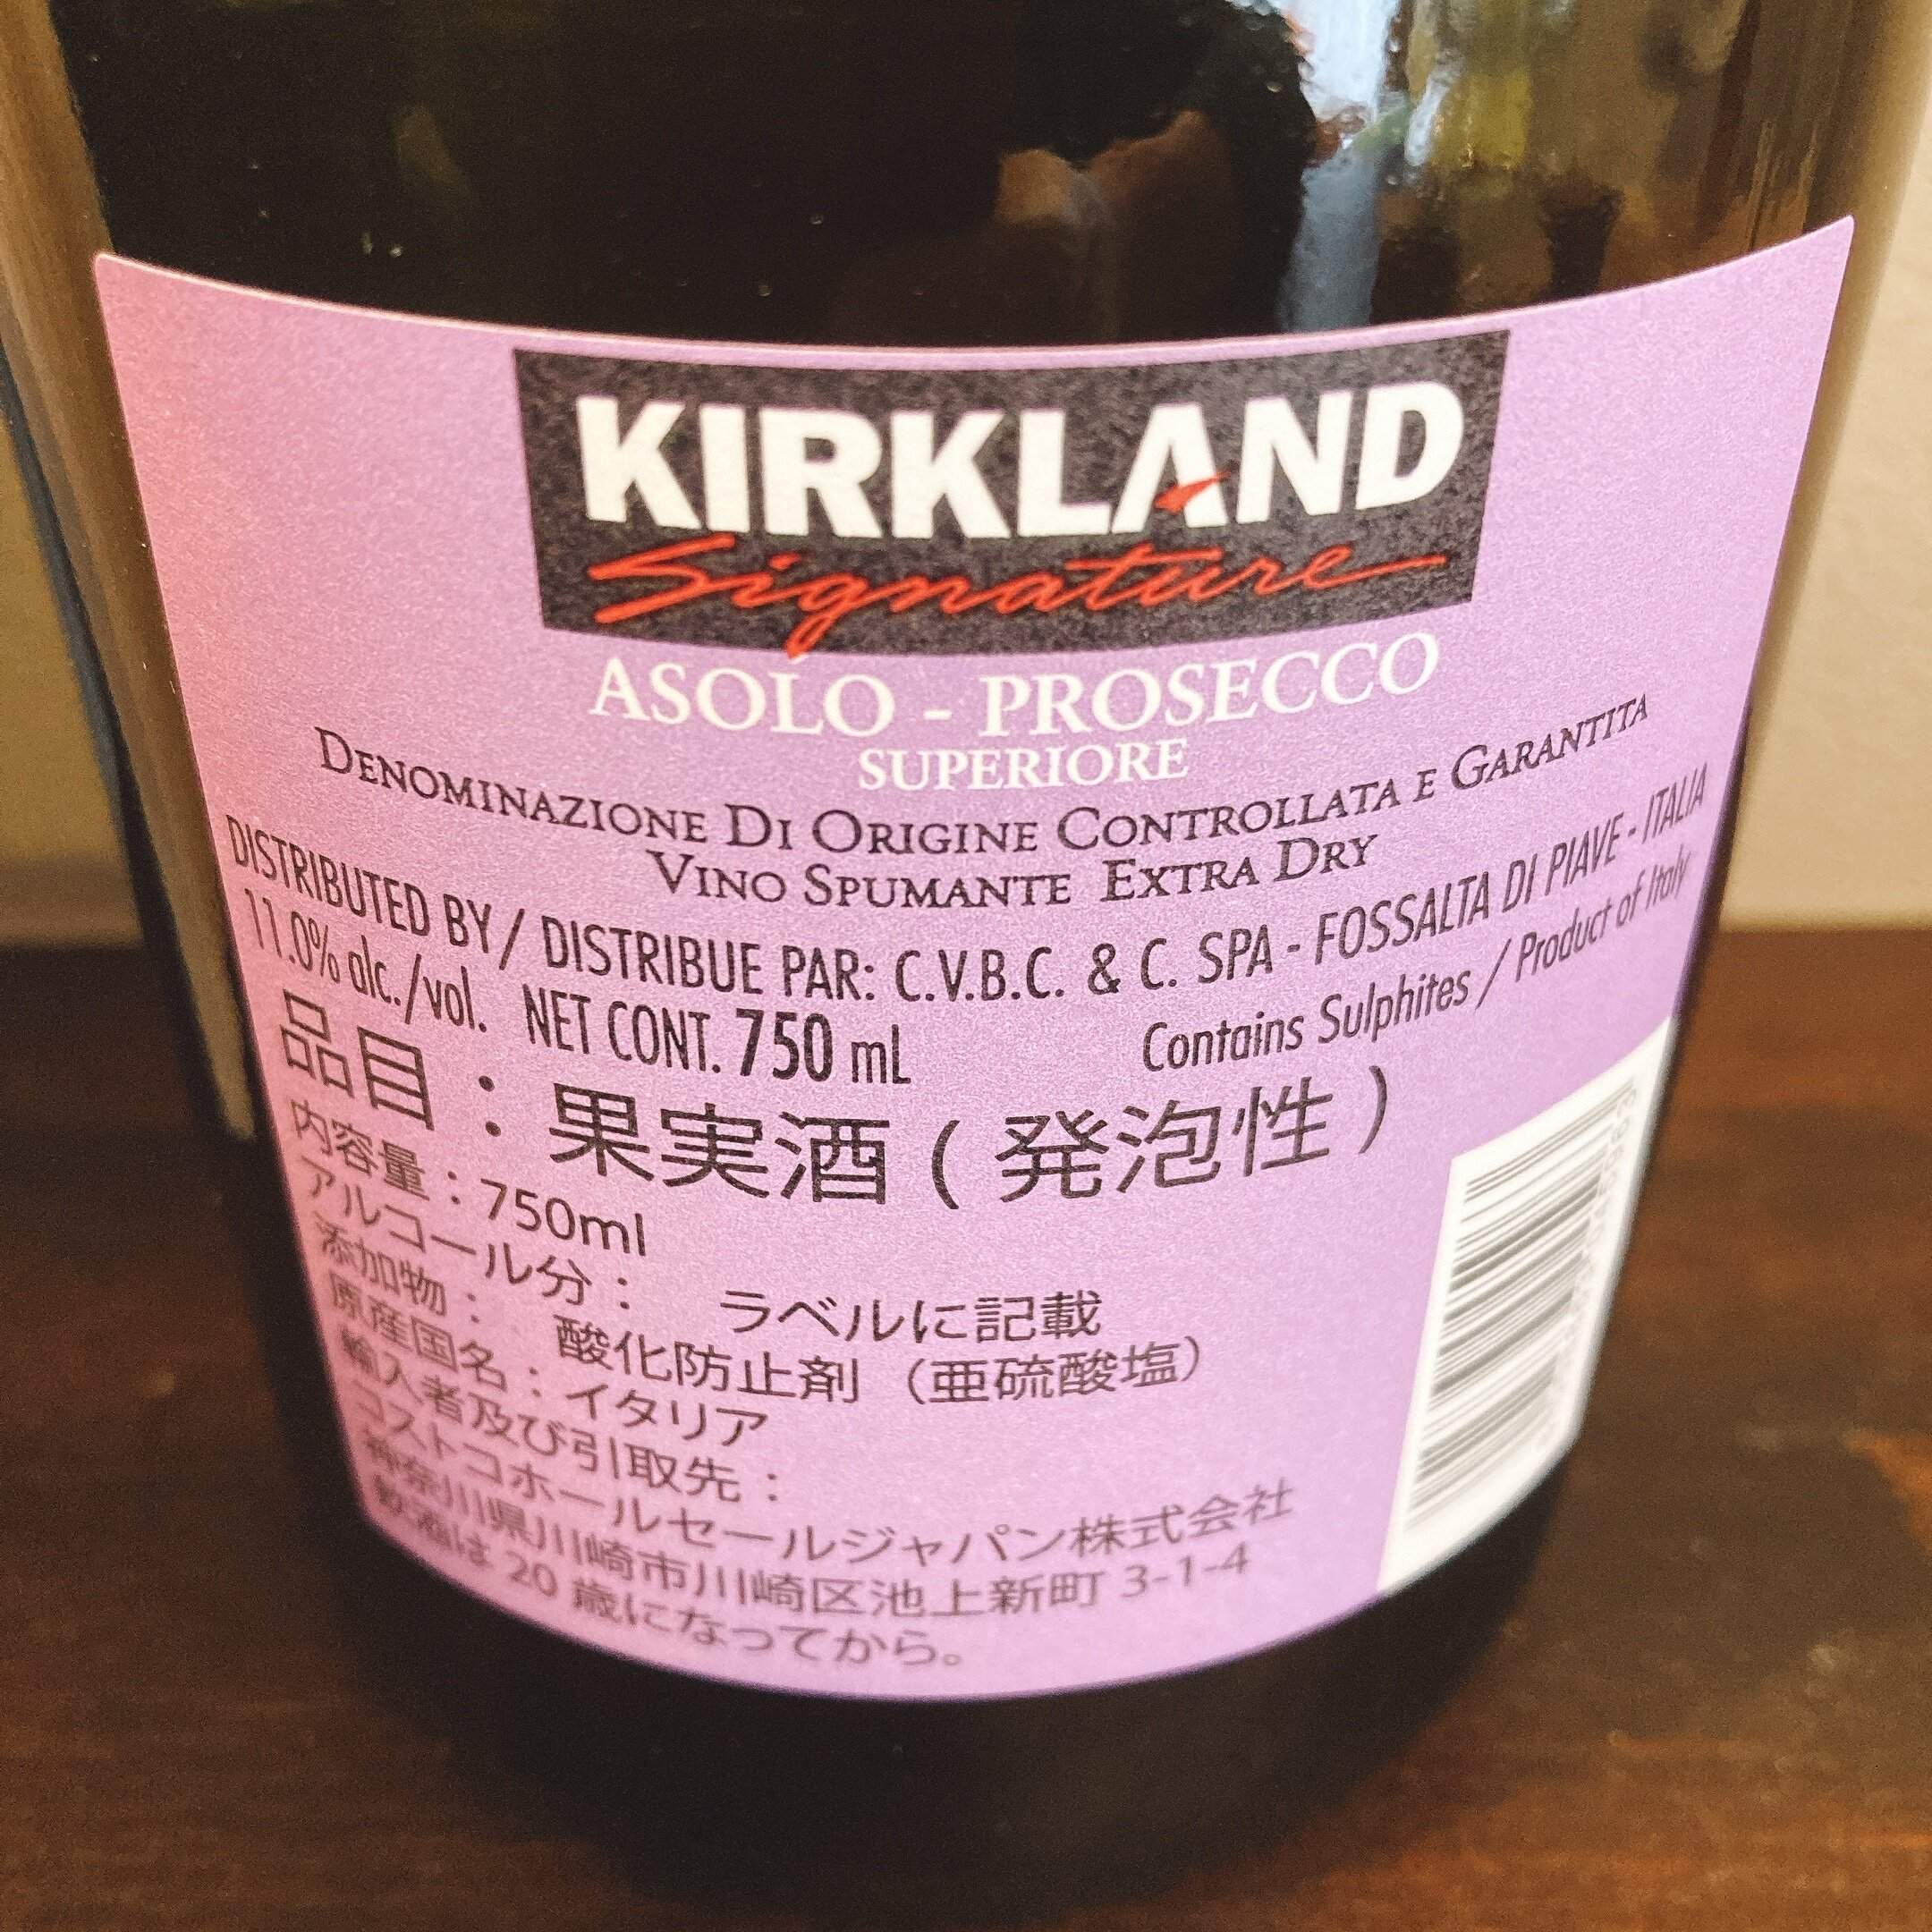 KIRKLAND
Signature
ASOLO - PROSECCO
SUPERIORE
DENOMINAZIONE DI ORIGINE CONTROLLATA E GARANTITA
VINO SPUMANTE EXTRA DRY
DISTRIBUTED BY / DISTRIBUE PAR: C.V.B.C. & C. SPA - FOSSALTA DI PIAVE - ITALIA
11.0% alc./vol. NET CONT. 750 mL Contains Sulphites / Product of Italy
品目：果実酒(発泡性)
内容量：750ml
アルコール分： ラベルに記載
添加物： 酸化防止剤（亜硫酸塩）
原産国名：イタリア
輸入者及び引取先：
コストコホールセールジャパン株式会社
神奈川県川崎市川崎区池上新町 3-1-4
飲酒は 20 歳になってから。